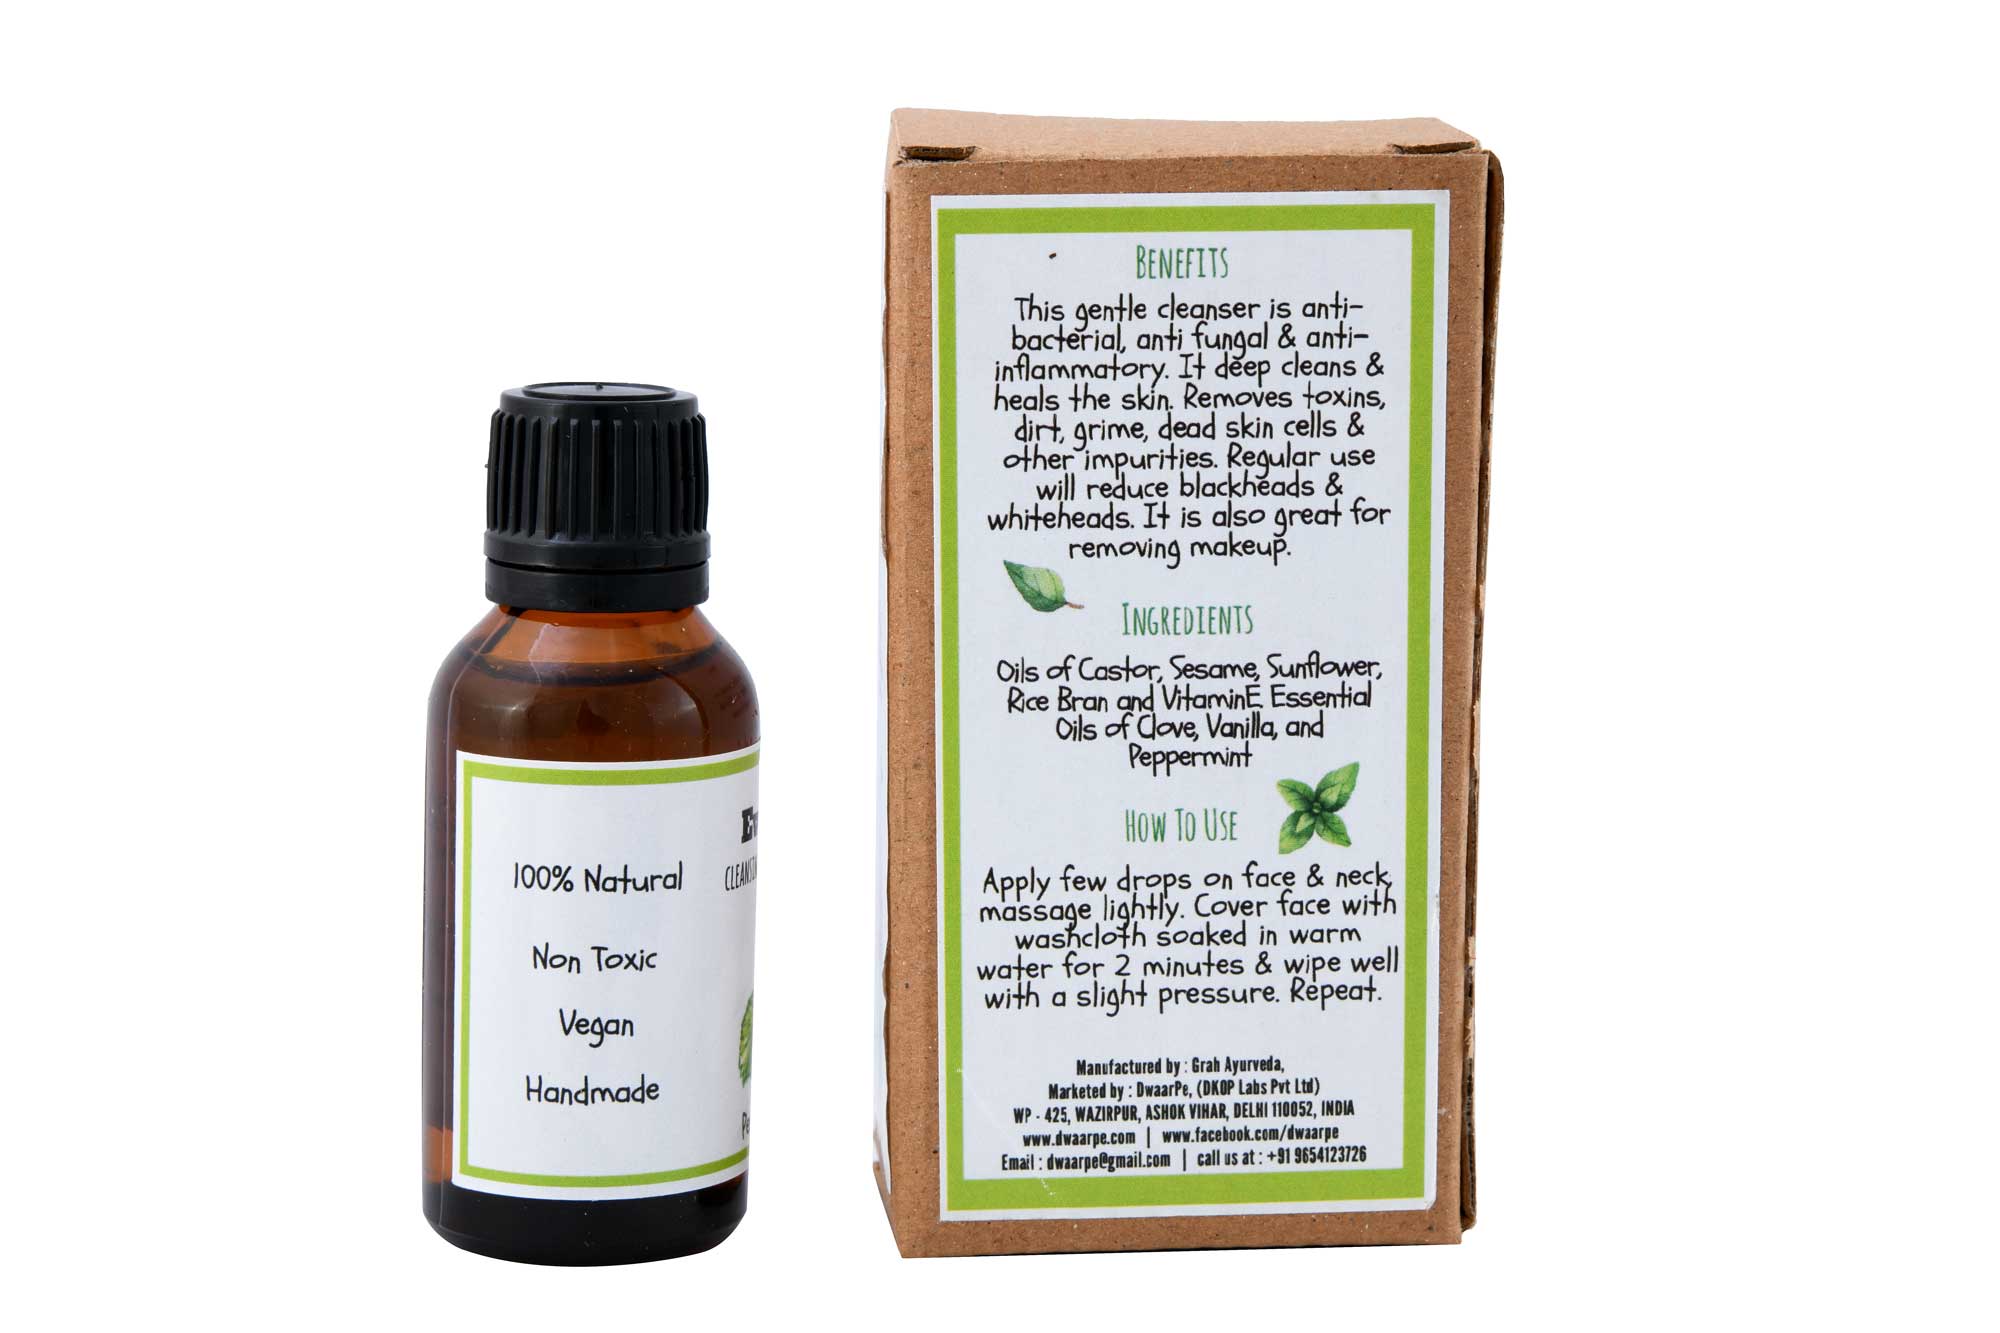 100% Natural
Non Toxic
Vegan
Handmade
BENEFITS
This gentle cleanser is anti-
bacterial, anti fungal & anti-
inflammatory. It deep cleans &
heals the skin. Removes toxins,
dirt, grime, dead skin cells &
other impurities. Regular use
will reduce blackheads &
whiteheads. It is also great for
removing makeup.
INGREDIENTS
Oils of Castor, Sesame, Sunflower,
Rice Bran and VitaminE Essential
Oils of Clove, Vanilla, and
Peppermint
HOW TO USE
Apply few drops on face & neck,
massage lightly. Cover face with
washcloth soaked in warm
water for 2 minutes & wipe well
with a slight pressure. Repeat.
Manufactured by : Grah Ayurveda,
Marketed by : DwaarPe, (DKOP Labs Pvt Ltd)
WP - 425, WAZIRPUR, ASHOK VIHAR, DELHI 110052, INDIA
www.dwaarpe.com | www.facebook.com/dwaarpe
Email : dwaarpe@gmail.com | call us at : +91 9654123726